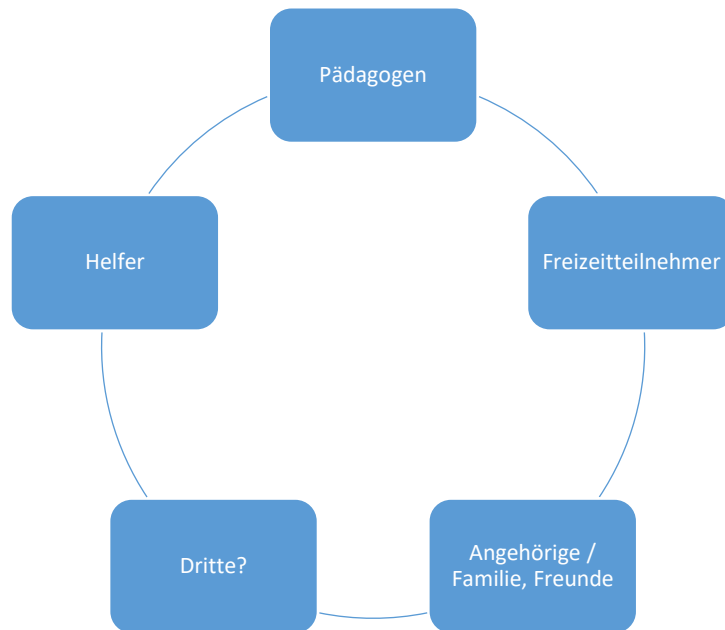 Pädagogen
Freizeitteilnehmer
Angehörige /
Familie, Freunde
Dritte?
Helfer